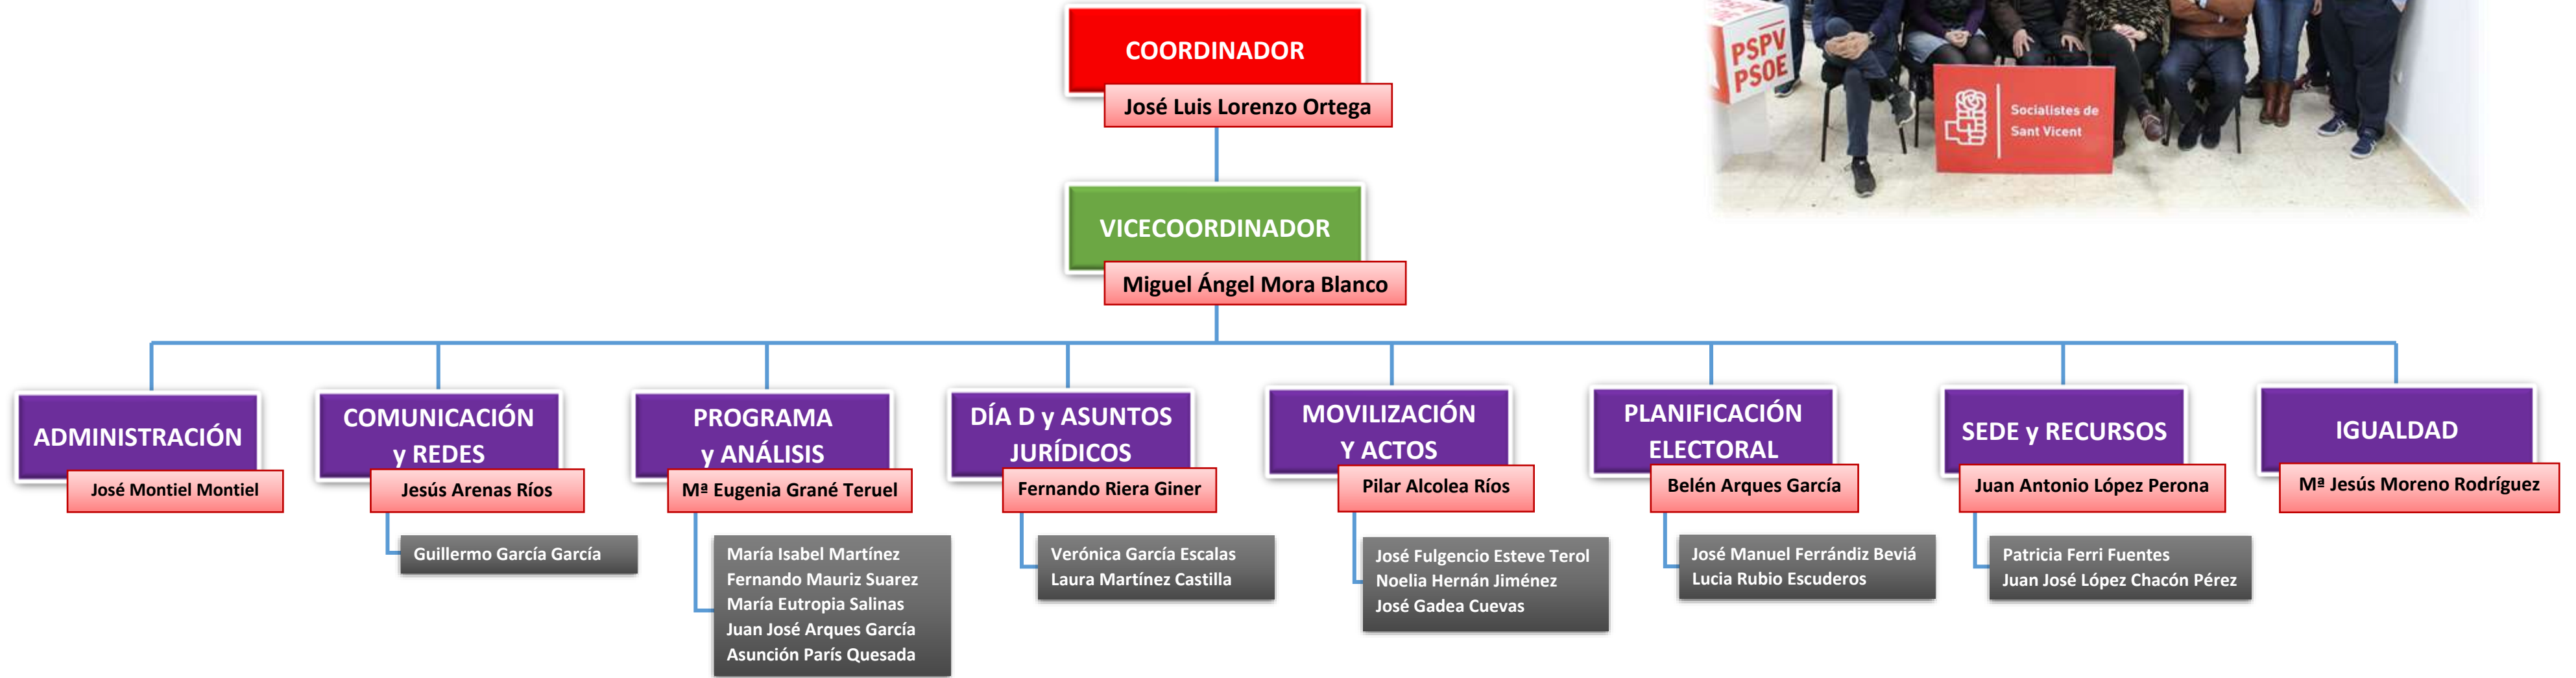 PSPV
PSOE
Socialistes de
Sant Vicent
COORDINADOR
José Luis Lorenzo Ortega
VICECOORDINADOR
Miguel Ángel Mora Blanco
ADMINISTRACIÓN
José Montiel Montiel
COMUNICACIÓN
y REDES
Jesús Arenas Ríos
Guillermo García García
PROGRAMA
y ANÁLISIS
Mª Eugenia Grané Teruel
María Isabel Martínez
Fernando Mauriz Suarez
María Eutropia Salinas
Juan José Arques García
Asunción París Quesada
DÍA D y ASUNTOS
JURÍDICOS
Fernando Riera Giner
Verónica García Escalas
Laura Martínez Castilla
MOVILIZACIÓN
Y ACTOS
Pilar Alcolea Ríos
José Fulgencio Esteve Terol
Noelia Hernán Jiménez
José Gadea Cuevas
PLANIFICACIÓN
ELECTORAL
Belén Arques García
José Manuel Ferrándiz Beviá
Lucia Rubio Escuderos
SEDE y RECURSOS
Juan Antonio López Perona
Patricia Ferri Fuentes
Juan José López Chacón Pérez
IGUALDAD
Mª Jesús Moreno Rodríguez